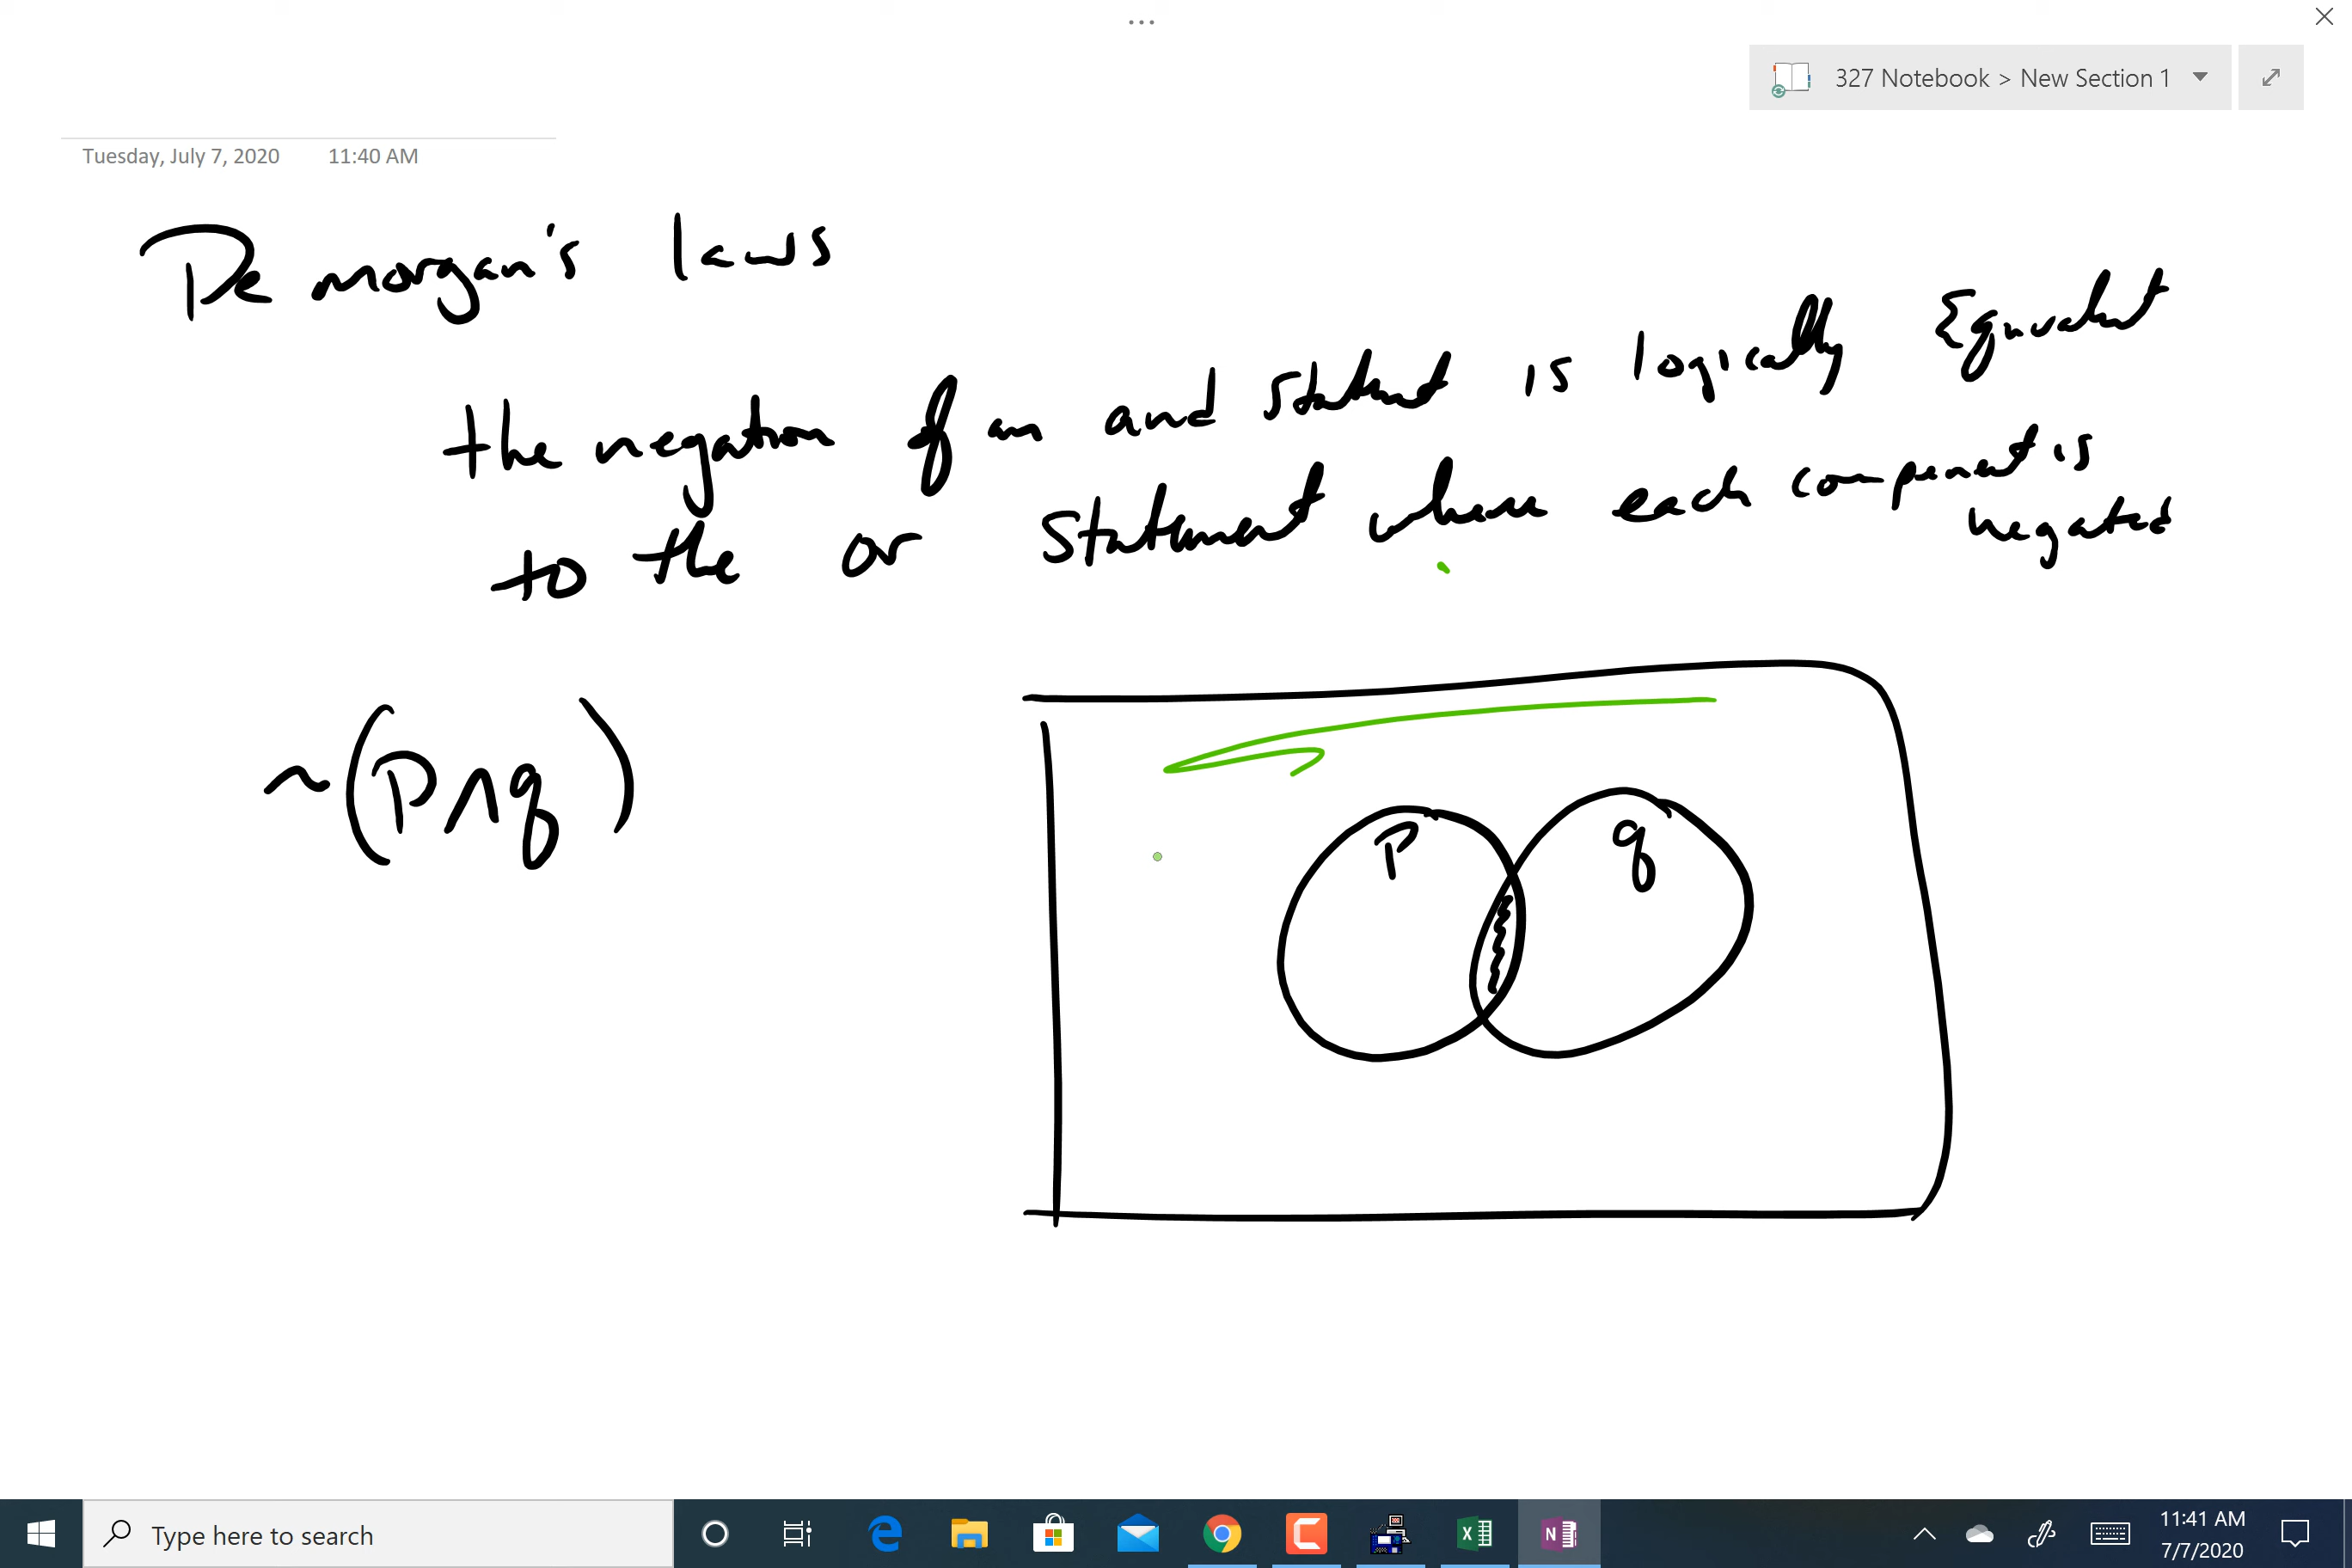 327 Notebook > New Section 1
Tuesday, July 7, 2020 11:40 AM
De morgan's laws
the negation of an and statement is logically Equivalent
to the or statement where each component is
negated
~(p∧q)
P q
Type here to search
11:41 AM
7/7/2020